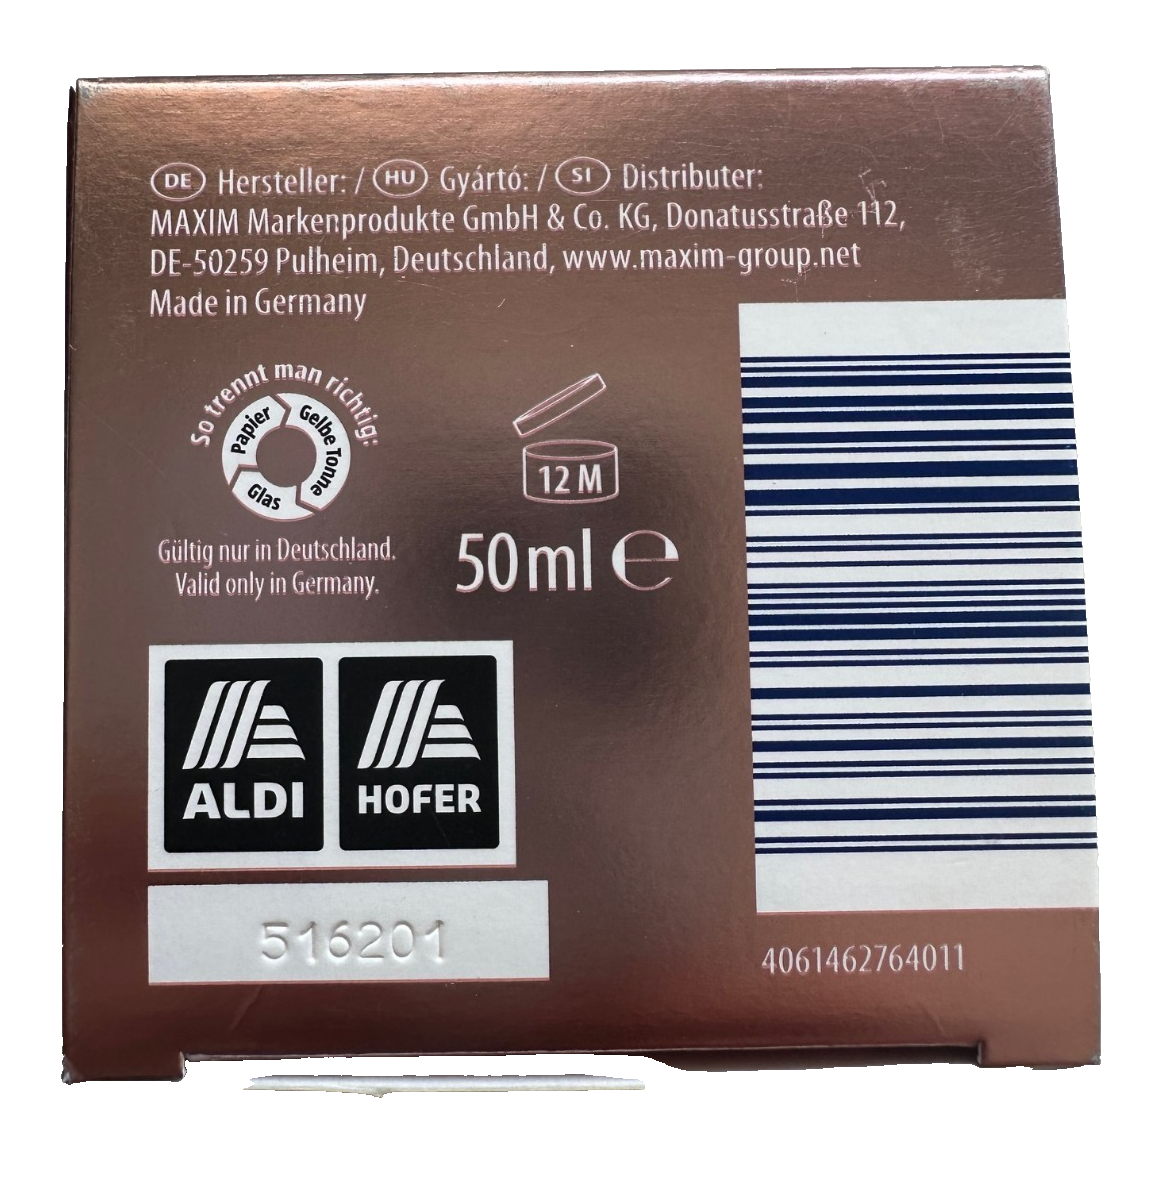 DE Hersteller: / HU Gyártó: / SI Distributer:
MAXIM Markenprodukte GmbH & Co. KG, Donatusstraße 112,
DE-50259 Pulheim, Deutschland, www.maxim-group.net
Made in Germany
So trennt man richtig:
Papier
Gelbe Tonne
Glas
Gültig nur in Deutschland.
Valid only in Germany.
12 M
50 ml ℮
ALDI
HOFER
516201
4061462764011